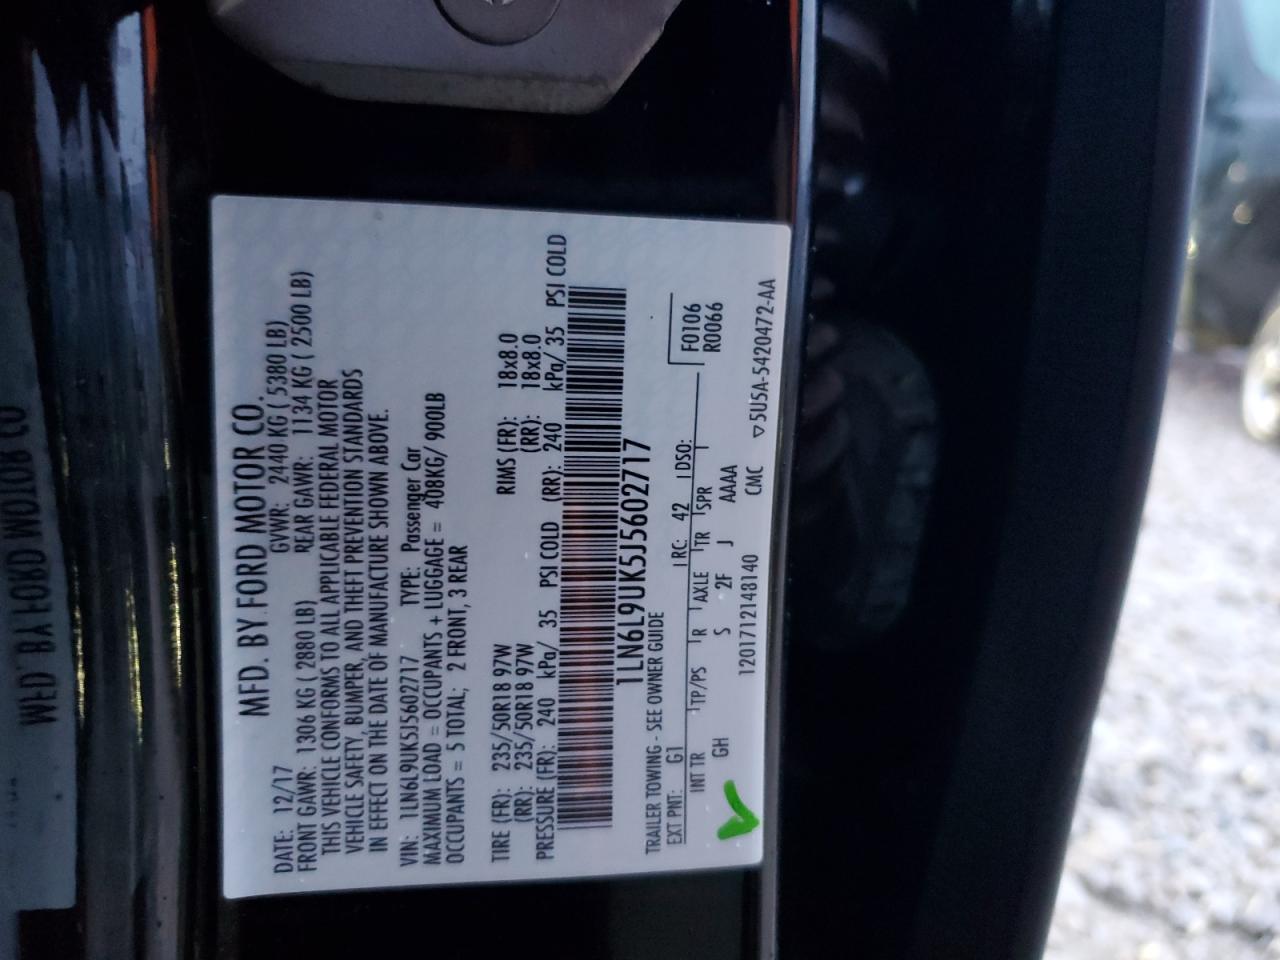 MFD. BY FORD MOTOR CO.
DATE: 12/17 GVWR: 2440 KG ( 5380 LB)
FRONT GAWR: 1306 KG ( 2880 LB) REAR GAWR: 1134 KG ( 2500 LB)
THIS VEHICLE CONFORMS TO ALL APPLICABLE FEDERAL MOTOR
VEHICLE SAFETY, BUMPER, AND THEFT PREVENTION STANDARDS
IN EFFECT ON THE DATE OF MANUFACTURE SHOWN ABOVE.
VIN: 1LN6L9UK5J5602717 TYPE: Passenger Car
MAXIMUM LOAD = OCCUPANTS + LUGGAGE = 408KG/ 900LB
OCCUPANTS = 5 TOTAL; 2 FRONT, 3 REAR
TIRE (FR): 235/50R18 97W RIMS (FR): 18x8.0
(RR): 235/50R18 97W (RR): 18x8.0
PRESSURE (FR): 240 kPa/ 35 PSI COLD (RR): 240 kPa/ 35 PSI COLD
1LN6L9UK5J5602717
TRAILER TOWING - SEE OWNER GUIDE
EXT PNT: G1 RC: 42 DSO: F0106
INT TR TP/PS R AXLE TR SPR R0066
GH S 2F J AAAA
120171214 8140 CMC ▽5U5A-5420472-AA
MFD. BY FORD MOTOR CO